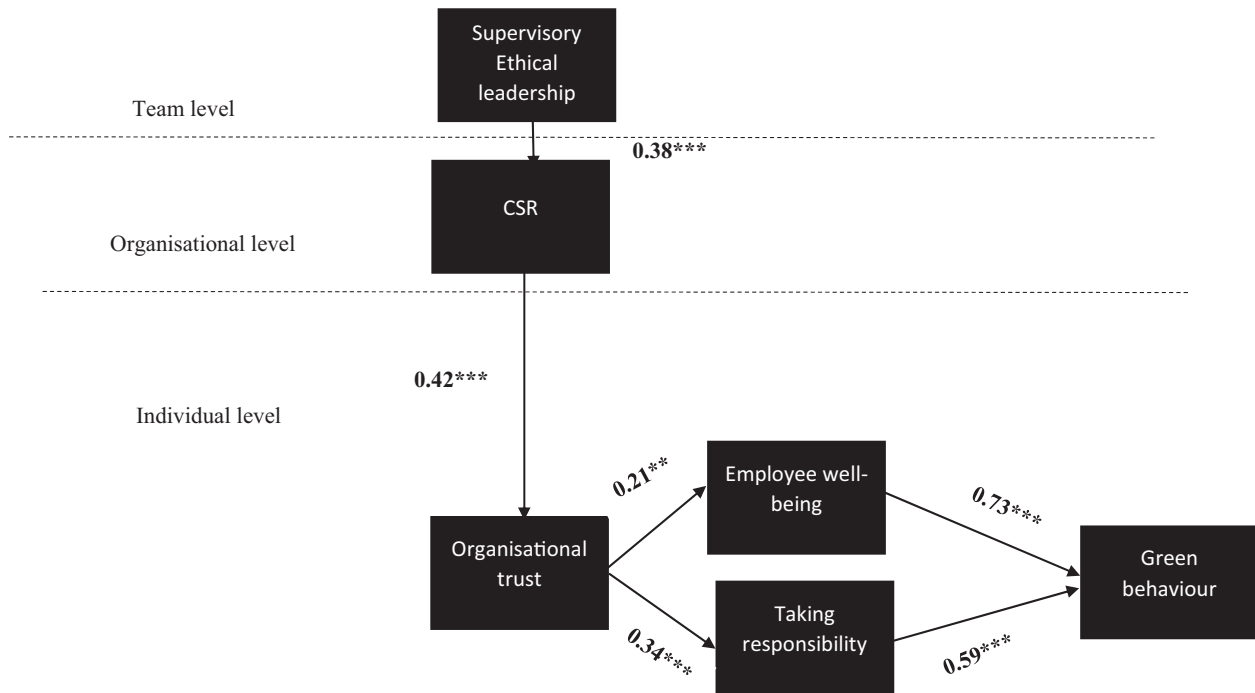 Supervisory
Ethical
leadership
Team level
0.38***
CSR
Organisational level
0.42***
Individual level
0.21**
Employee well-
being
0.73***
Organisational
trust
Green
behaviour
Taking
responsibility
0.34***
0.59***